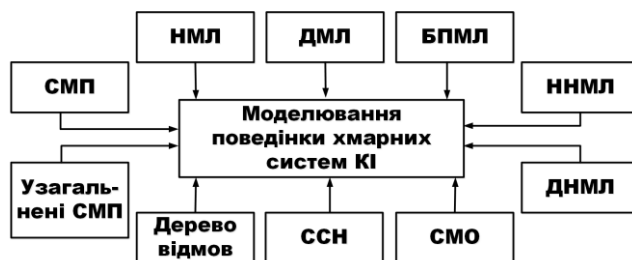 НМЛ
ДМЛ
БПМЛ
СМП
ННМЛ
Моделювання
поведінки хмарних
систем КІ
Узагаль-
нені СМП
ДНМЛ
Дерево
відмов
ССН
СМО